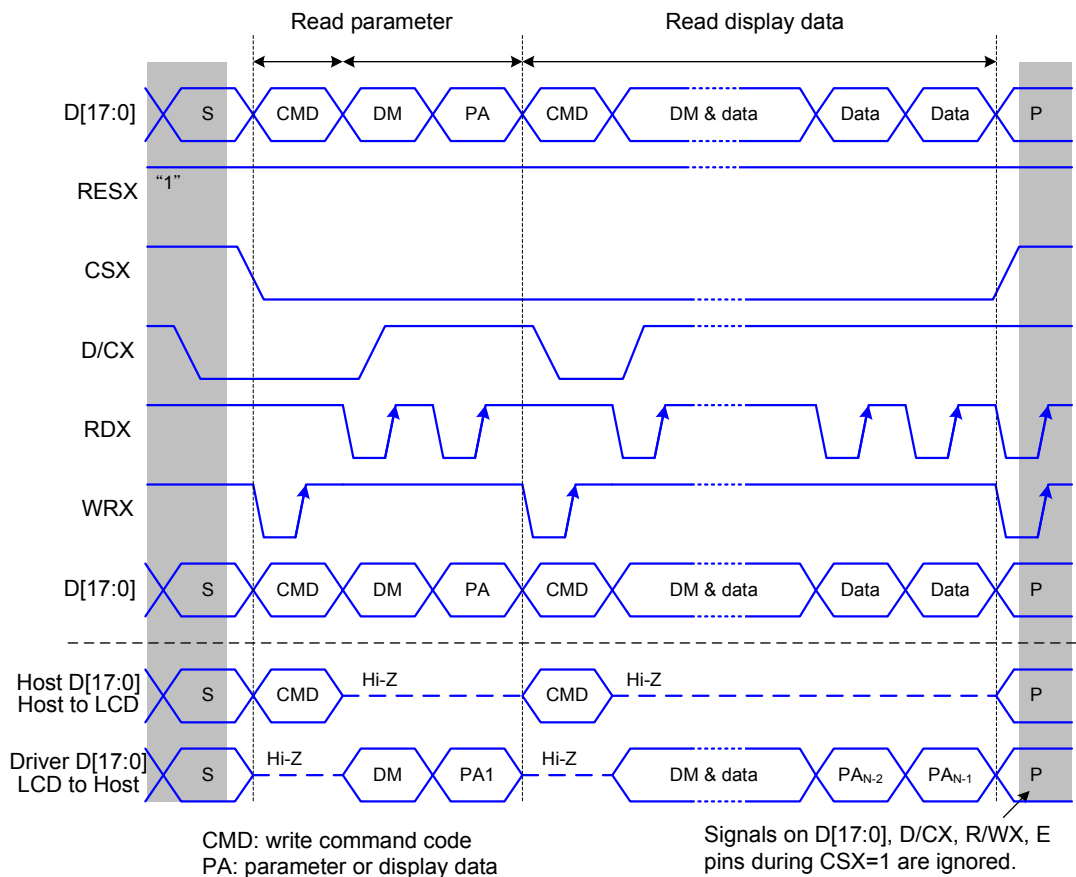 Read parameter Read display data
D[17:0] S CMD DM PA CMD DM & data Data Data P
RESX "1"
CSX
D/CX
RDX
WRX
D[17:0] S CMD DM PA CMD DM & data Data Data P
Host D[17:0] S CMD Hi-Z CMD Hi-Z P
Host to LCD
Driver D[17:0] S Hi-Z DM PA1 Hi-Z DM & data PAN-2 PAN-1 P
LCD to Host
CMD: write command code
PA: parameter or display data
Signals on D[17:0], D/CX, R/WX, E
pins during CSX=1 are ignored.